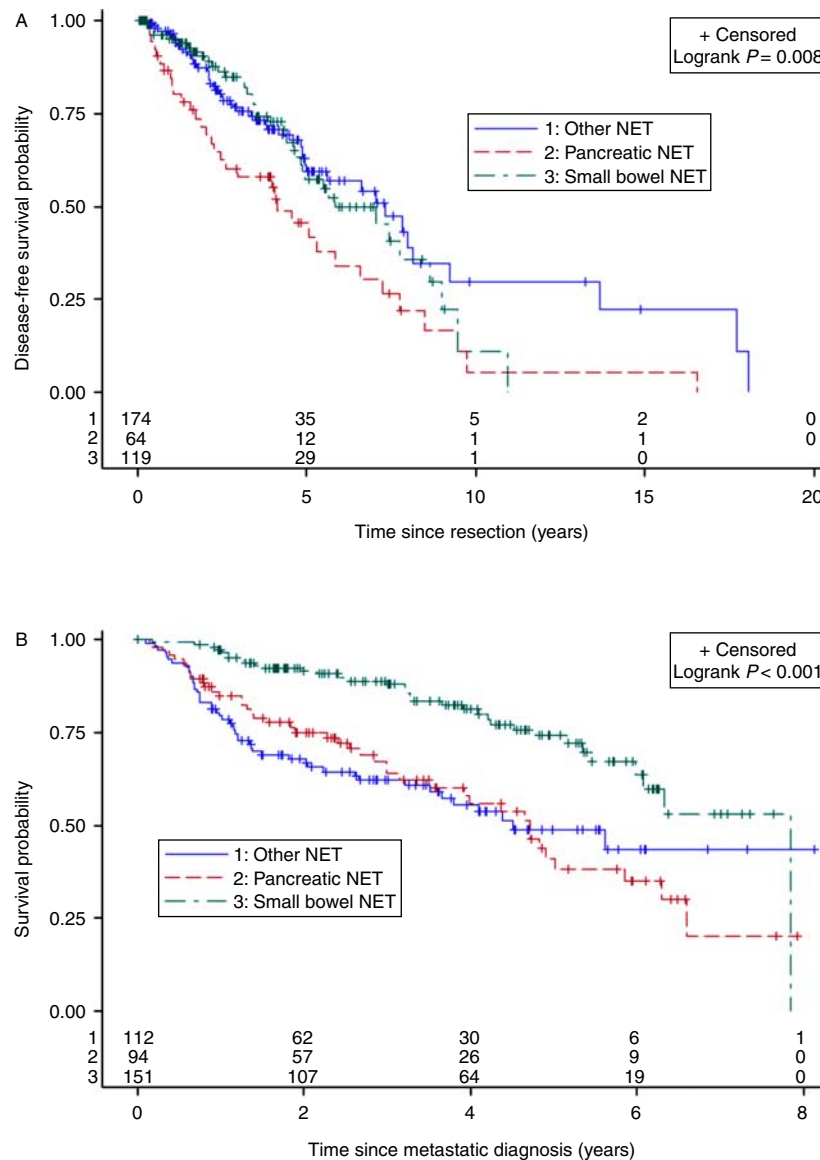 A
1.00
0.75
0.50
0.25
0.00
Disease-free survival probability
+ Censored
Logrank P = 0.008
1: Other NET
2: Pancreatic NET
3: Small bowel NET
1 174 35 5 2 0
2 64 12 1 1 0
3 119 29 1 0
0 5 10 15 20
Time since resection (years)
B
1.00
0.75
0.50
0.25
0.00
Survival probability
+ Censored
Logrank P < 0.001
1: Other NET
2: Pancreatic NET
3: Small bowel NET
1 112 62 30 6 1
2 94 57 26 9 0
3 151 107 64 19 0
0 2 4 6 8
Time since metastatic diagnosis (years)